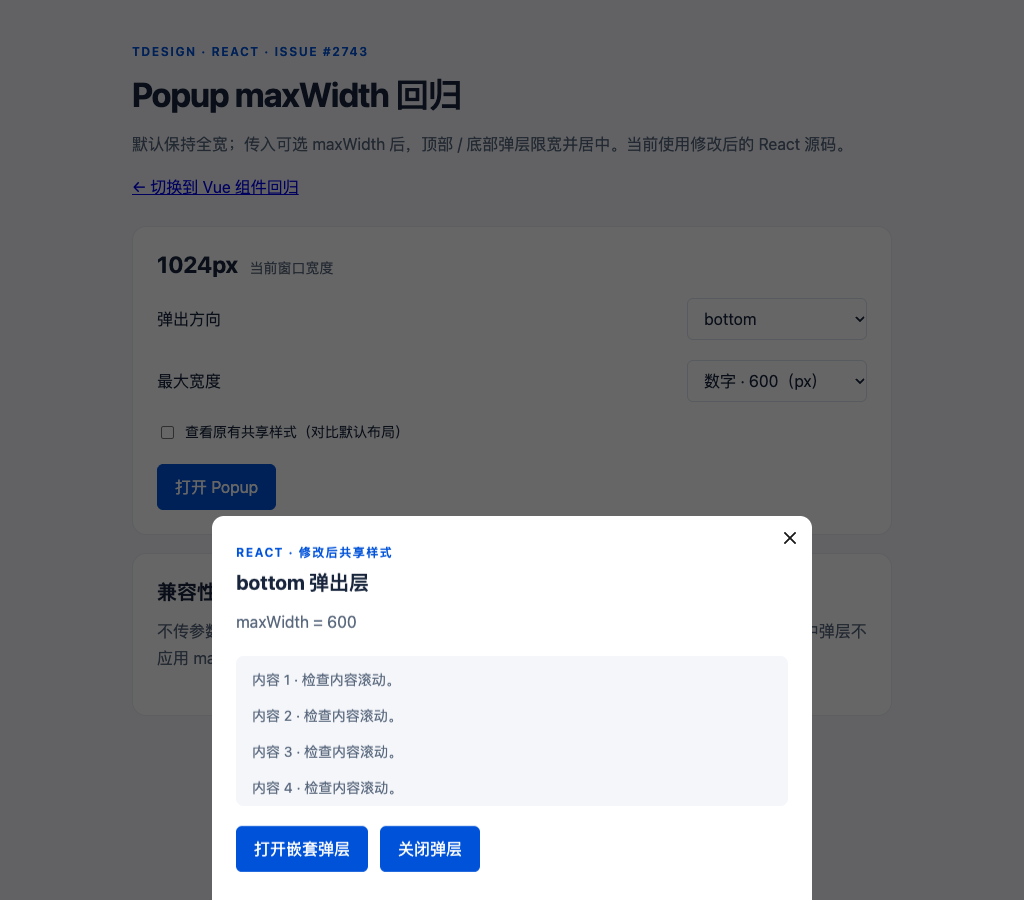 TDESIGN · REACT · ISSUE #2743
Popup maxWidth 回归
默认保持全宽；传入可选 maxWidth 后，顶部 / 底部弹层限宽并居中。当前使用修改后的 React 源码。
← 切换到 Vue 组件回归
1024px 当前窗口宽度
弹出方向
bottom
最大宽度
数字 · 600（px）
查看原有共享样式（对比默认布局）
打开 Popup
REACT · 修改后共享样式
bottom 弹出层
maxWidth = 600
内容 1 · 检查内容滚动。
内容 2 · 检查内容滚动。
内容 3 · 检查内容滚动。
内容 4 · 检查内容滚动。
打开嵌套弹层
关闭弹层
兼容性
不传参
弹层不
应用